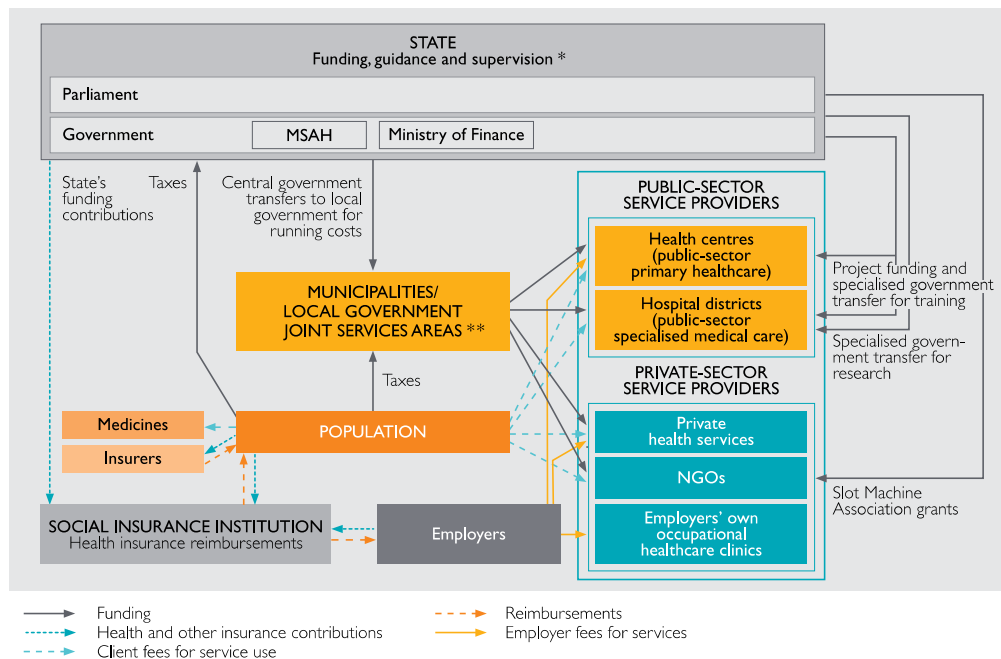 STATE
Funding, guidance and supervision *
Parliament
Government
MSAH
Ministry of Finance
State's
funding
contributions
Taxes
Central government
transfers to local
government for
running costs
PUBLIC-SECTOR
SERVICE PROVIDERS
Health centres
(public-sector
primary healthcare)
Hospital districts
(public-sector
specialised medical care)
Project funding and
specialised government
transfer for training
Specialised govern-
ment transfer for
research
MUNICIPALITIES/
LOCAL GOVERNMENT
JOINT SERVICES AREAS **
Taxes
PRIVATE-SECTOR
SERVICE PROVIDERS
Medicines
Insurers
POPULATION
Private
health services
NGOs
Slot Machine
Association grants
SOCIAL INSURANCE INSTITUTION
Health insurance reimbursements
Employers
Employers' own
occupational
healthcare clinics
Funding
Health and other insurance contributions
Client fees for service use
Reimbursements
Employer fees for services